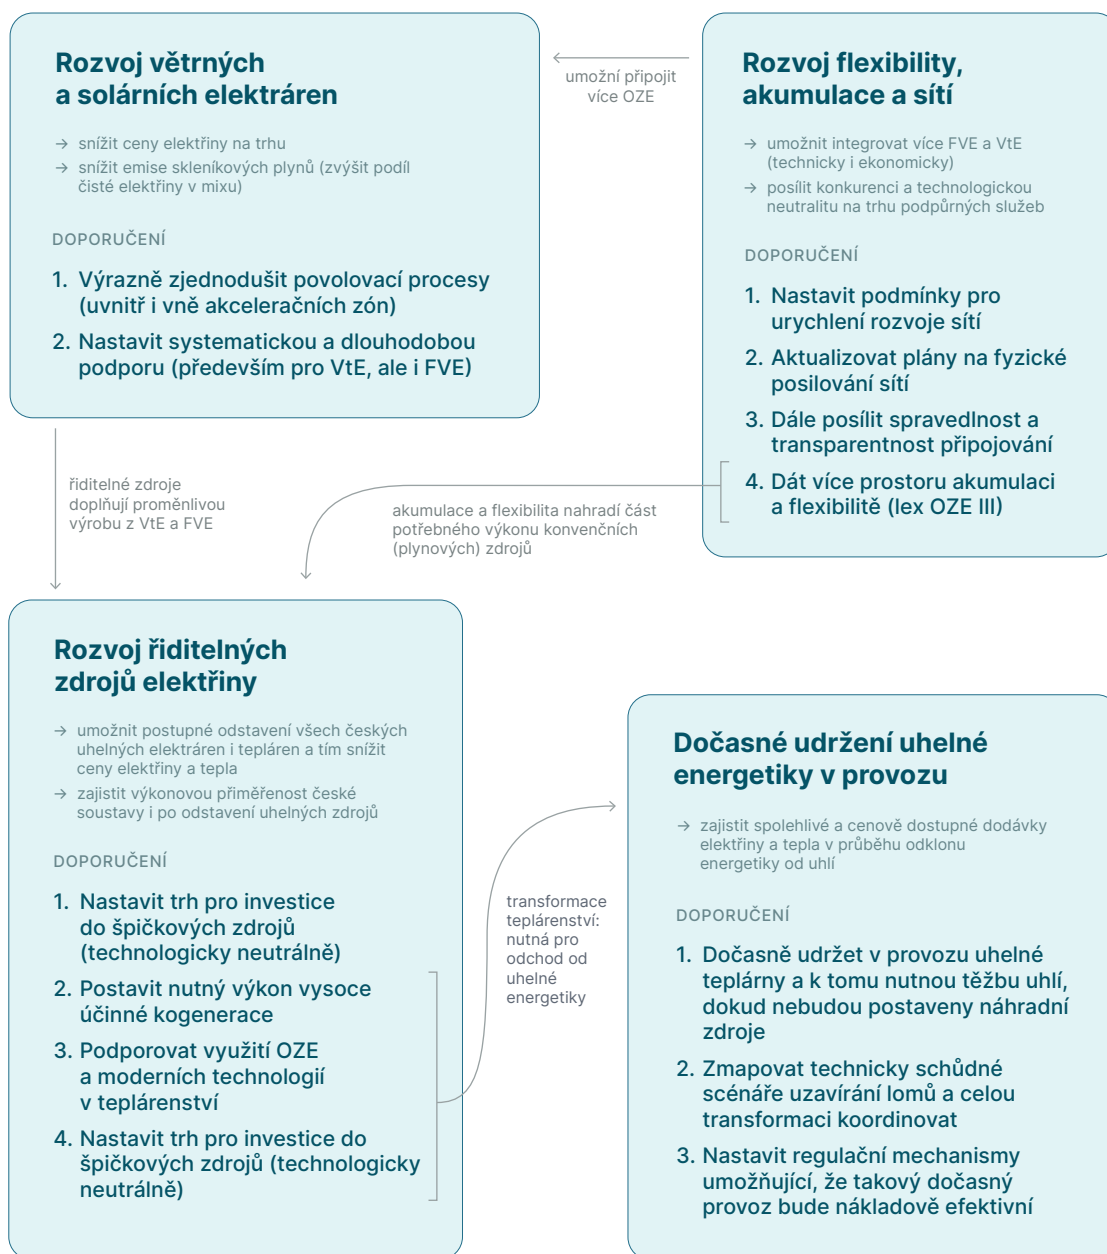 Rozvoj větrných
a solárních elektráren
→ snížit ceny elektřiny na trhu
→ snížit emise skleníkových plynů (zvýšit podíl
čisté elektřiny v mixu)
DOPORUČENÍ
1. Výrazně zjednodušit povolovací procesy
(uvnitř i vně akceleračních zón)
2. Nastavit systematickou a dlouhodobou
podporu (především pro VtE, ale i FVE)
umožní připojit
více OZE
Rozvoj flexibility,
akumulace a sítí
→ umožnit integrovat více FVE a VtE
(technicky i ekonomicky)
→ posílit konkurenci a technologickou
neutralitu na trhu podpůrných služeb
DOPORUČENÍ
1. Nastavit podmínky pro
urychlení rozvoje sítí
2. Aktualizovat plány na fyzické
posilování sítí
3. Dále posílit spravedlnost a
transparentnost připojování
4. Dát více prostoru akumulaci
a flexibilitě (lex OZE III)
řiditelné zdroje
doplňují proměnlivou
výrobu z VtE a FVE
akumulace a flexibilita nahradí část
potřebného výkonu konvenčních
(plynových) zdrojů
Rozvoj řiditelných
zdrojů elektřiny
→ umožnit postupné odstavení všech českých
uhelných elektráren i tepláren a tím snížit
ceny elektřiny a tepla
→ zajistit výkonovou přiměřenost české
soustavy i po odstavení uhelných zdrojů
DOPORUČENÍ
1. Nastavit trh pro investice
do špičkových zdrojů
(technologicky neutrálně)
2. Postavit nutný výkon vysoce
účinné kogenerace
3. Podporovat využití OZE
a moderních technologií
v teplárenství
4. Nastavit trh pro investice do
špičkových zdrojů (technologicky
neutrálně)
transformace
teplárenství:
nutná pro
odchod od
uhelné
energetiky
Dočasné udržení uhelné
energetiky v provozu
→ zajistit spolehlivé a cenově dostupné dodávky
elektřiny a tepla v průběhu odklonu
energetiky od uhlí
DOPORUČENÍ
1. Dočasně udržet v provozu uhelné
teplárny a k tomu nutnou těžbu uhlí,
dokud nebudou postaveny náhradní
zdroje
2. Zmapovat technicky schůdné
scénáře uzavírání lomů a celou
transformaci koordinovat
3. Nastavit regulační mechanismy
umožňující, že takový dočasný
provoz bude nákladově efektivní